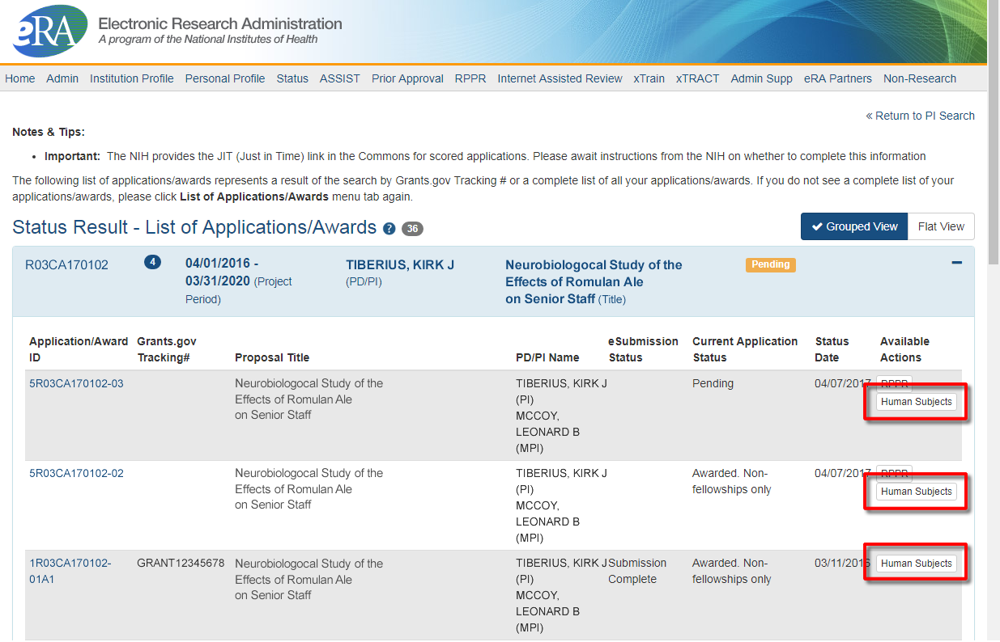 eRA
Electronic Research Administration
A program of the National Institutes of Health
Home Admin Institution Profile Personal Profile Status ASSIST Prior Approval RPPR Internet Assisted Review xTrain xTRACT Admin Supp eRA Partners Non-Research
« Return to PI Search
Notes & Tips:
• Important: The NIH provides the JIT (Just in Time) link in the Commons for scored applications. Please await instructions from the NIH on whether to complete this information
The following list of applications/awards represents a result of the search by Grants.gov Tracking # or a complete list of all your applications/awards. If you do not see a complete list of your
applications/awards, please click List of Applications/Awards menu tab again.
Status Result - List of Applications/Awards ? 36
Grouped View Flat View
R03CA170102
4
04/01/2016 -
03/31/2020 (Project
Period)
TIBERIUS, KIRK J
(PD/PI)
Neurobiologocal Study of the
Effects of Romulan Ale
on Senior Staff (Title)
Pending
Application/Award
ID
Grants.gov
Tracking#
Proposal Title
PD/PI Name
eSubmission
Status
Current Application
Status
Status
Date
Available
Actions
5R03CA170102-03
Neurobiologocal Study of the
Effects of Romulan Ale
on Senior Staff
TIBERIUS, KIRK J
(PI)
MCCOY,
LEONARD B
(MPI)
Pending
04/07/2017
RPPR
Human Subjects
5R03CA170102-02
Neurobiologocal Study of the
Effects of Romulan Ale
on Senior Staff
TIBERIUS, KIRK J
(PI)
MCCOY,
LEONARD B
(MPI)
Awarded. Non-
fellowships only
04/07/2017
RPPR
Human Subjects
1R03CA170102-
01A1
GRANT12345678
Neurobiologocal Study of the
Effects of Romulan Ale
on Senior Staff
TIBERIUS, KIRK J
(PI)
MCCOY,
LEONARD B
(MPI)
Submission
Complete
Awarded. Non-
fellowships only
03/11/2016
Human Subjects